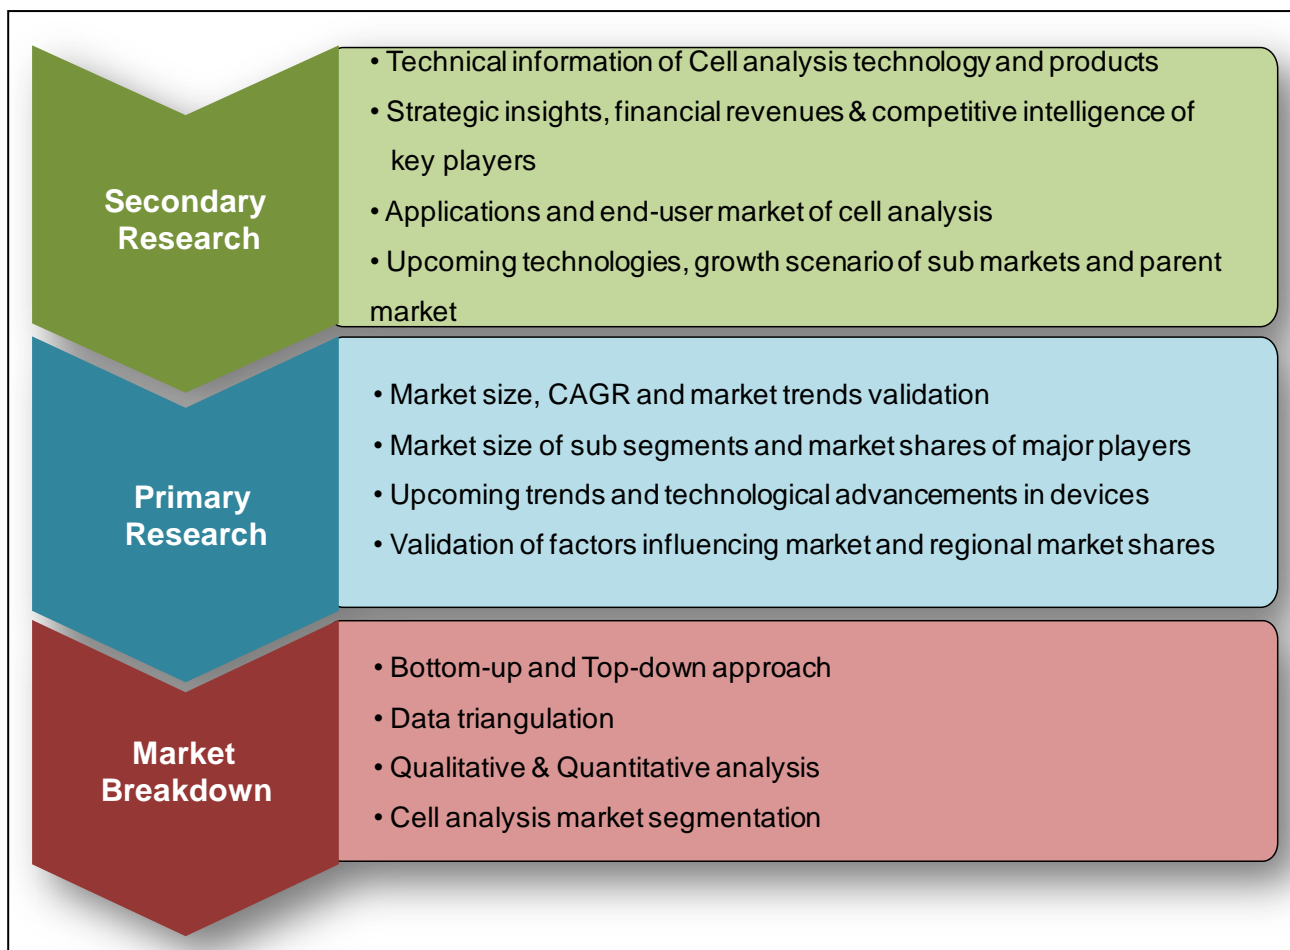 Secondary
Research
• Technical information of Cell analysis technology and products
• Strategic insights, financial revenues & competitive intelligence of
key players
• Applications and end-user market of cell analysis
• Upcoming technologies, growth scenario of sub markets and parent
market
Primary
Research
• Market size, CAGR and market trends validation
• Market size of sub segments and market shares of major players
• Upcoming trends and technological advancements in devices
• Validation of factors influencing market and regional market shares
Market
Breakdown
• Bottom-up and Top-down approach
• Data triangulation
• Qualitative & Quantitative analysis
• Cell analysis market segmentation